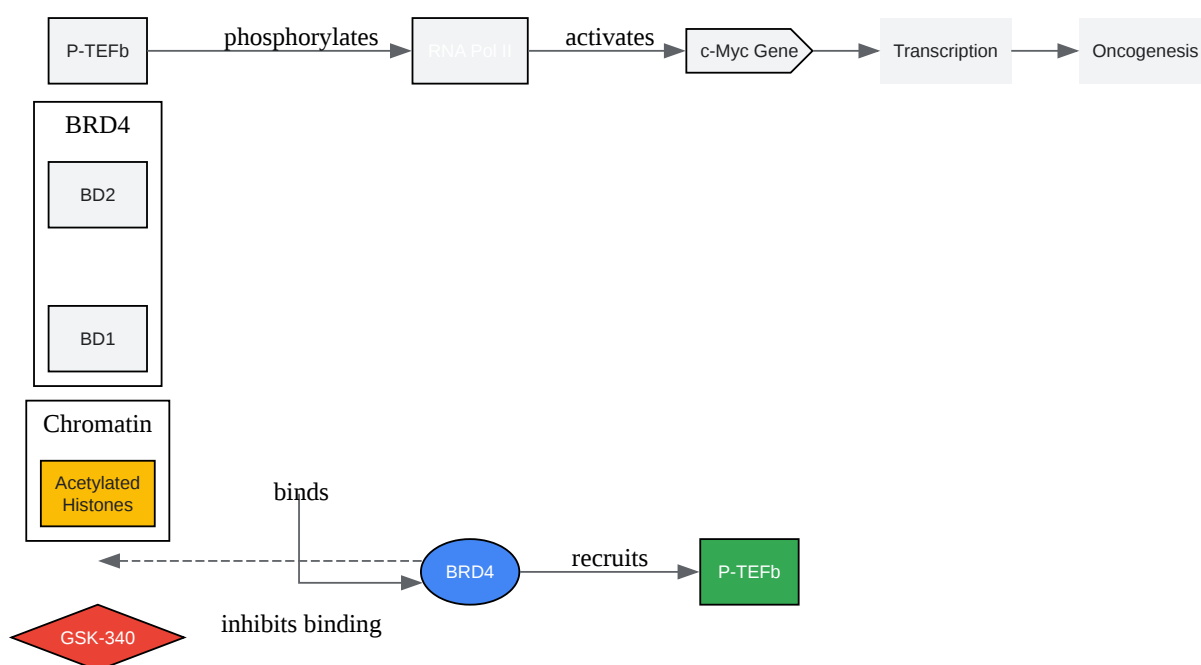 P-TEFb
phosphorylates
RNA Pol II
activates
c-Myc Gene
Transcription
Oncogenesis
BRD4
BD2
BD1
Chromatin
Acetylated
Histones
binds
BRD4
recruits
P-TEFb
inhibits binding
GSK-340